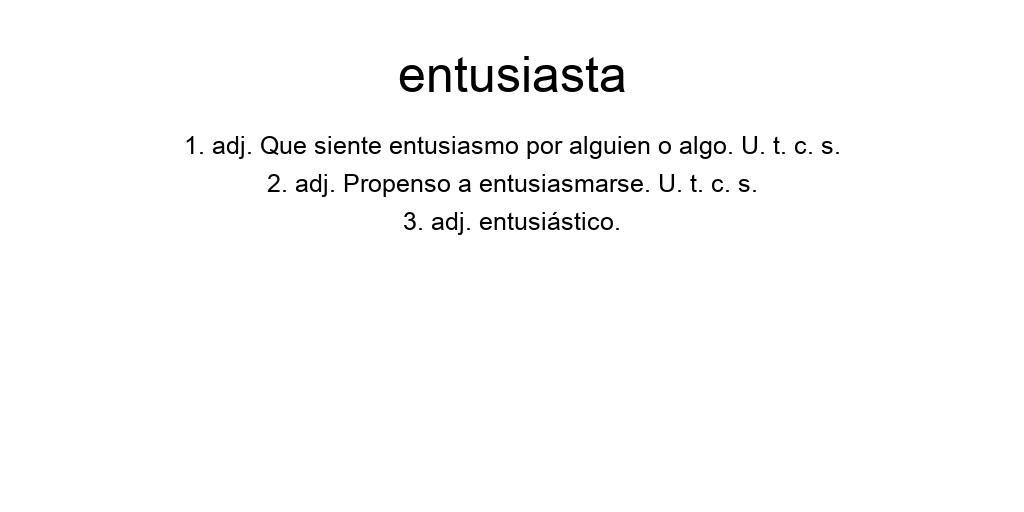 entusiasta
1. adj. Que siente entusiasmo por alguien o algo. U. t. c. s.
2. adj. Propenso a entusiasmarse. U. t. c. s.
3. adj. entusiástico.